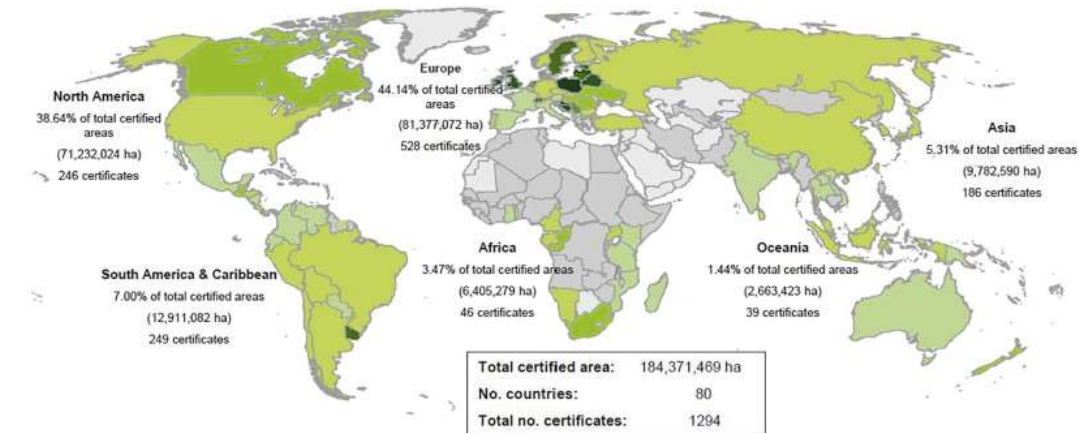 North America
38.64% of total certified
areas
(71,232,024 ha)
246 certificates
Europe
44.14% of total certified
areas
(81,377,072 ha)
528 certificates
Asia
5.31% of total certified areas
(9,782,590 ha)
186 certificates
South America & Caribbean
7.00% of total certified areas
(12,911,082 ha)
249 certificates
Africa
3.47% of total certified areas
(6,405,279 ha)
46 certificates
Oceania
1.44% of total certified areas
(2,663,423 ha)
39 certificates
Total certified area: 184,371,469 ha
No. countries: 80
Total no. certificates: 1294